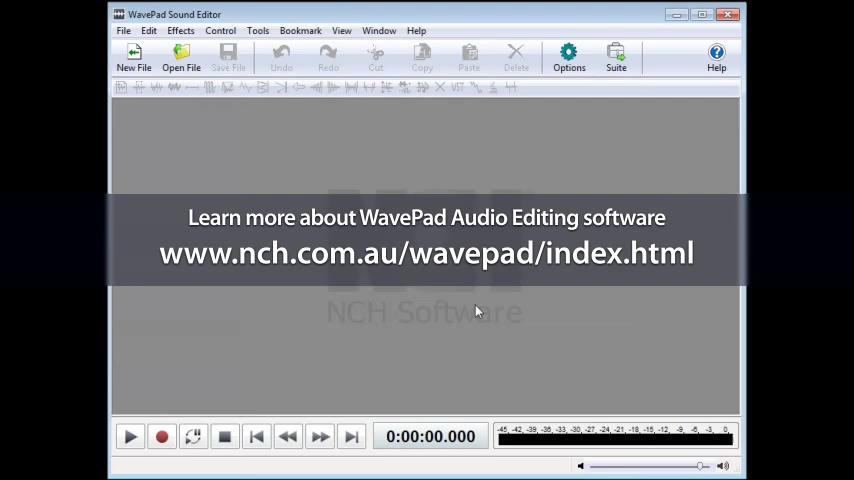 WavePad Sound Editor
File Edit Effects Control Tools Bookmark View Window Help
New File Open File Save File Undo Redo Cut Copy Paste Delete Options Suite Help
NCH
Learn more about WavePad Audio Editing software
www.nch.com.au/wavepad/index.html
NCH Software
0:00:00.000
-45, -42, -39, -36, -33, -30, -27, -24, -21, -18, -15, -12, -9, -6, -3, 0,